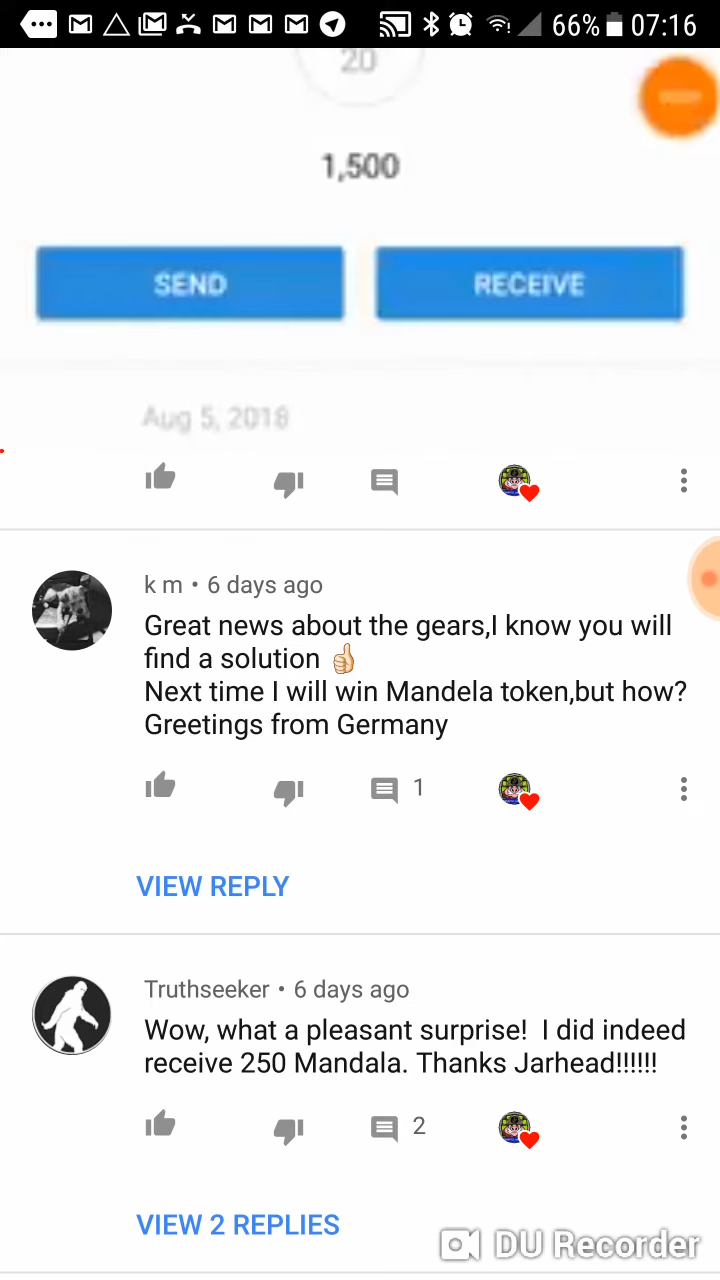 66% 07:16
20
1,500
SEND RECEIVE
Aug 5, 2018
k m • 6 days ago
Great news about the gears,I know you will
find a solution 👍🏻
Next time I will win Mandela token,but how?
Greetings from Germany
1
VIEW REPLY
Truthseeker • 6 days ago
Wow, what a pleasant surprise!  I did indeed
receive 250 Mandala. Thanks Jarhead!!!!!!
2
VIEW 2 REPLIES
DU Recorder